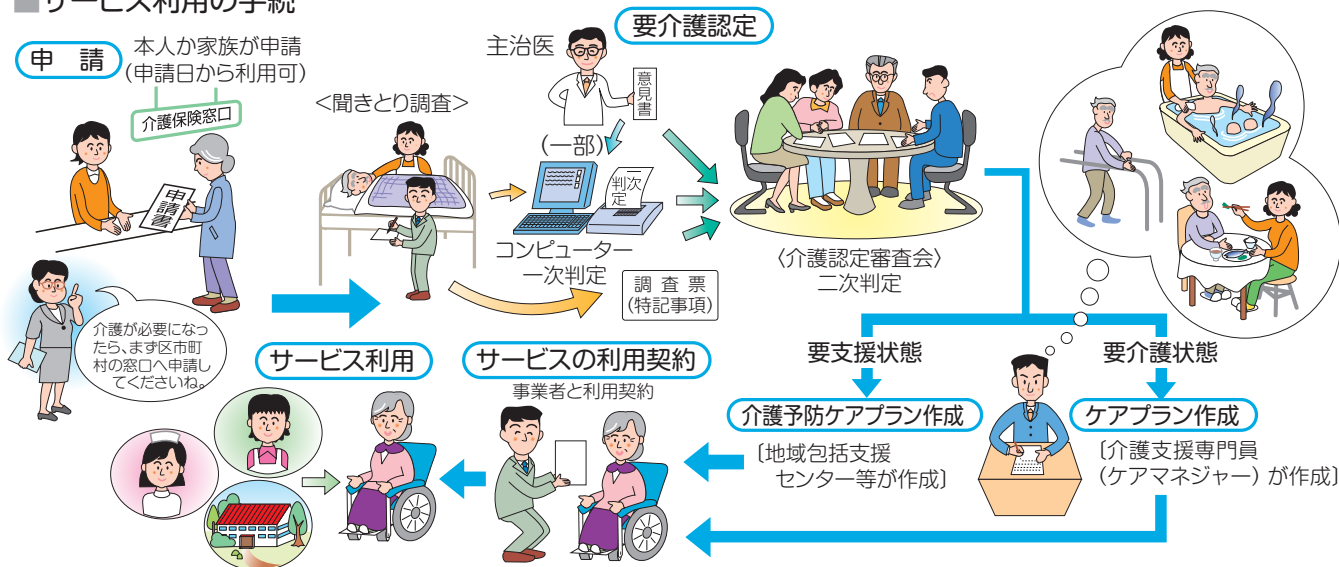 ■サービス利用の手続
申　請
本人か家族が申請
(申請日から利用可)
介護保険窓口
申請書
介護が必要になっ
たら、まず区市町
村の窓口へ申請し
てくださいね。
<聞きとり調査>
主治医
意見書
要介護認定
(一部)
一次判定
コンピューター
一次判定
調 査 票
(特記事項)
〈介護認定審査会〉
二次判定
要支援状態
要介護状態
介護予防ケアプラン作成
〔地域包括支援
センター等が作成〕
ケアプラン作成
〔介護支援専門員
(ケアマネジャー) が作成〕
サービスの利用契約
事業者と利用契約
サービス利用